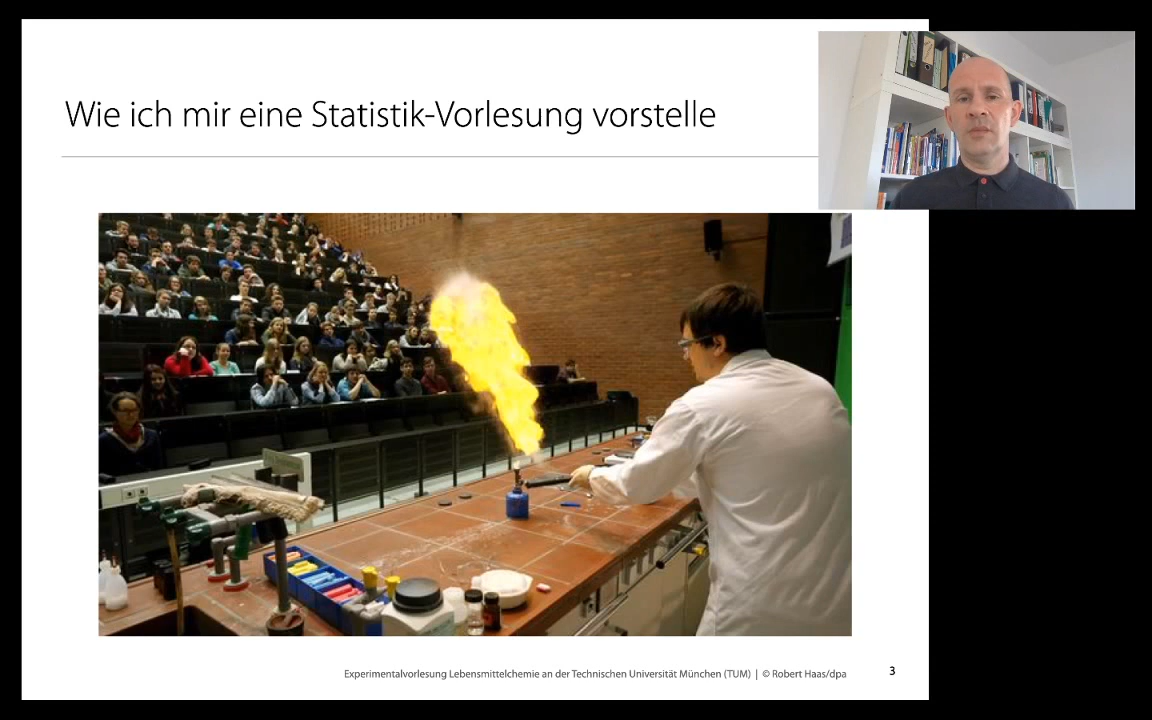 Wie ich mir eine Statistik-Vorlesung vorstelle
Experimentalvorlesung Lebensmittelchemie an der Technischen Universität München (TUM) | © Robert Haas/dpa
3